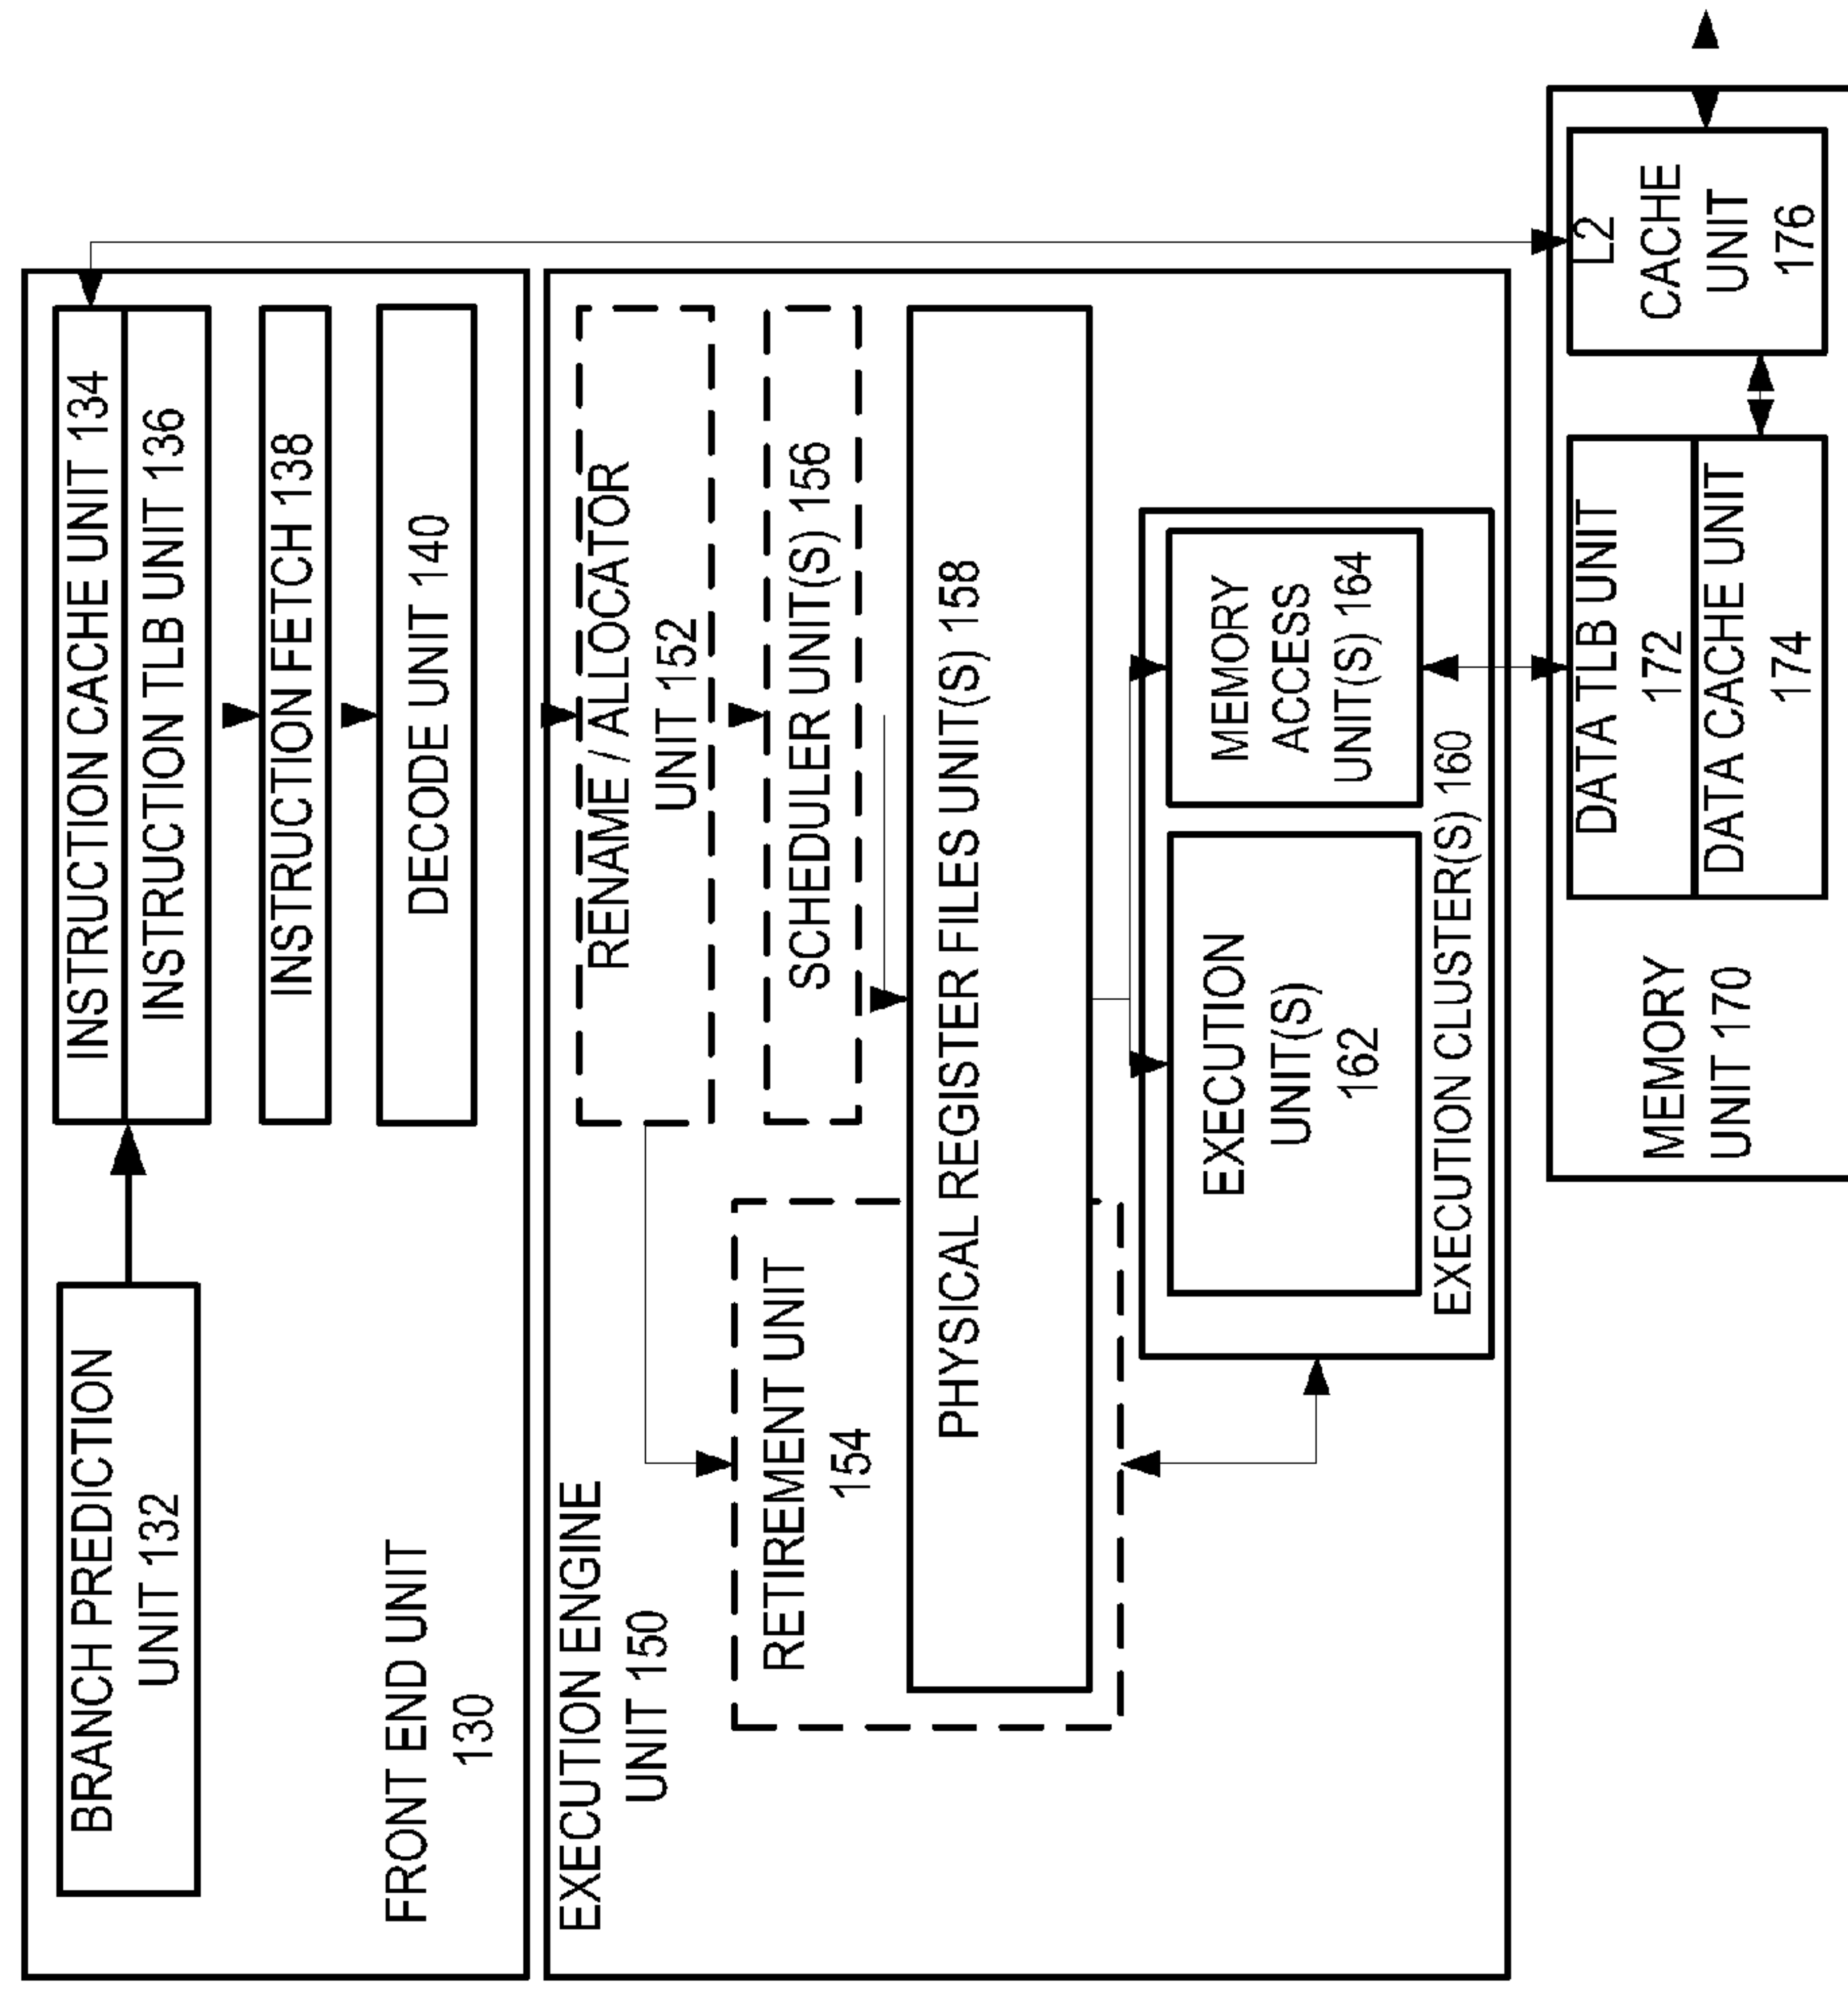 BRANCH PREDICTION
UNIT 132
INSTRUCTION CACHE UNIT 134
INSTRUCTION TLB UNIT 136
INSTRUCTION FETCH 138
DECODE UNIT 140
FRONT END UNIT
130
EXECUTION ENGINE
UNIT 150
RENAME / ALLOCATOR
UNIT 152
RETIREMENT UNIT
154
SCHEDULER UNIT(S) 156
PHYSICAL REGISTER FILES UNIT(S) 158
EXECUTION
UNIT(S)
162
MEMORY
ACCESS
UNIT(S) 164
EXECUTION CLUSTER(S) 160
MEMORY
UNIT 170
DATA TLB UNIT
172
DATA CACHE UNIT
174
L2
CACHE
UNIT
176